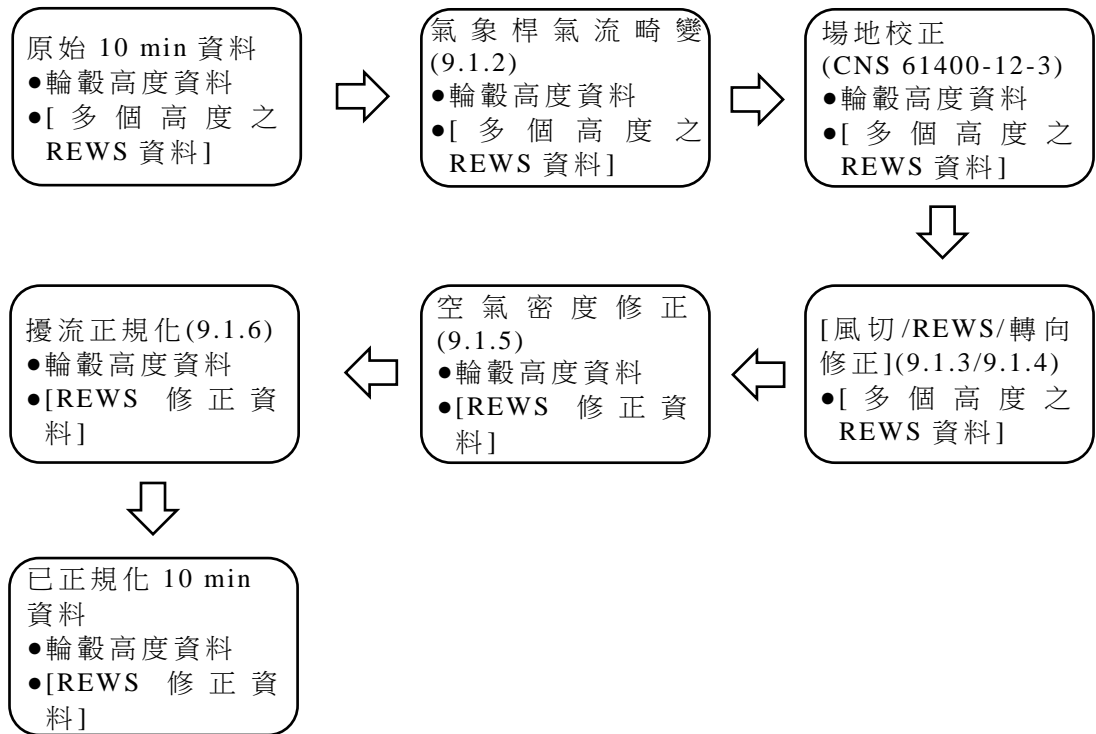 原始 10 min 資料
●輪轂高度資料
●[多個高度之
REWS 資料]
氣象桿氣流畸變
(9.1.2)
●輪轂高度資料
●[多個高度之
REWS 資料]
場地校正
(CNS 61400-12-3)
●輪轂高度資料
●[多個高度之
REWS 資料]
[風切/REWS/轉向
修正](9.1.3/9.1.4)
●[多個高度之
REWS 資料]
空氣密度修正
(9.1.5)
●輪轂高度資料
●[REWS 修正資
料]
擾流正規化(9.1.6)
●輪轂高度資料
●[REWS 修正資
料]
已正規化 10 min
資料
●輪轂高度資料
●[REWS 修正資
料]